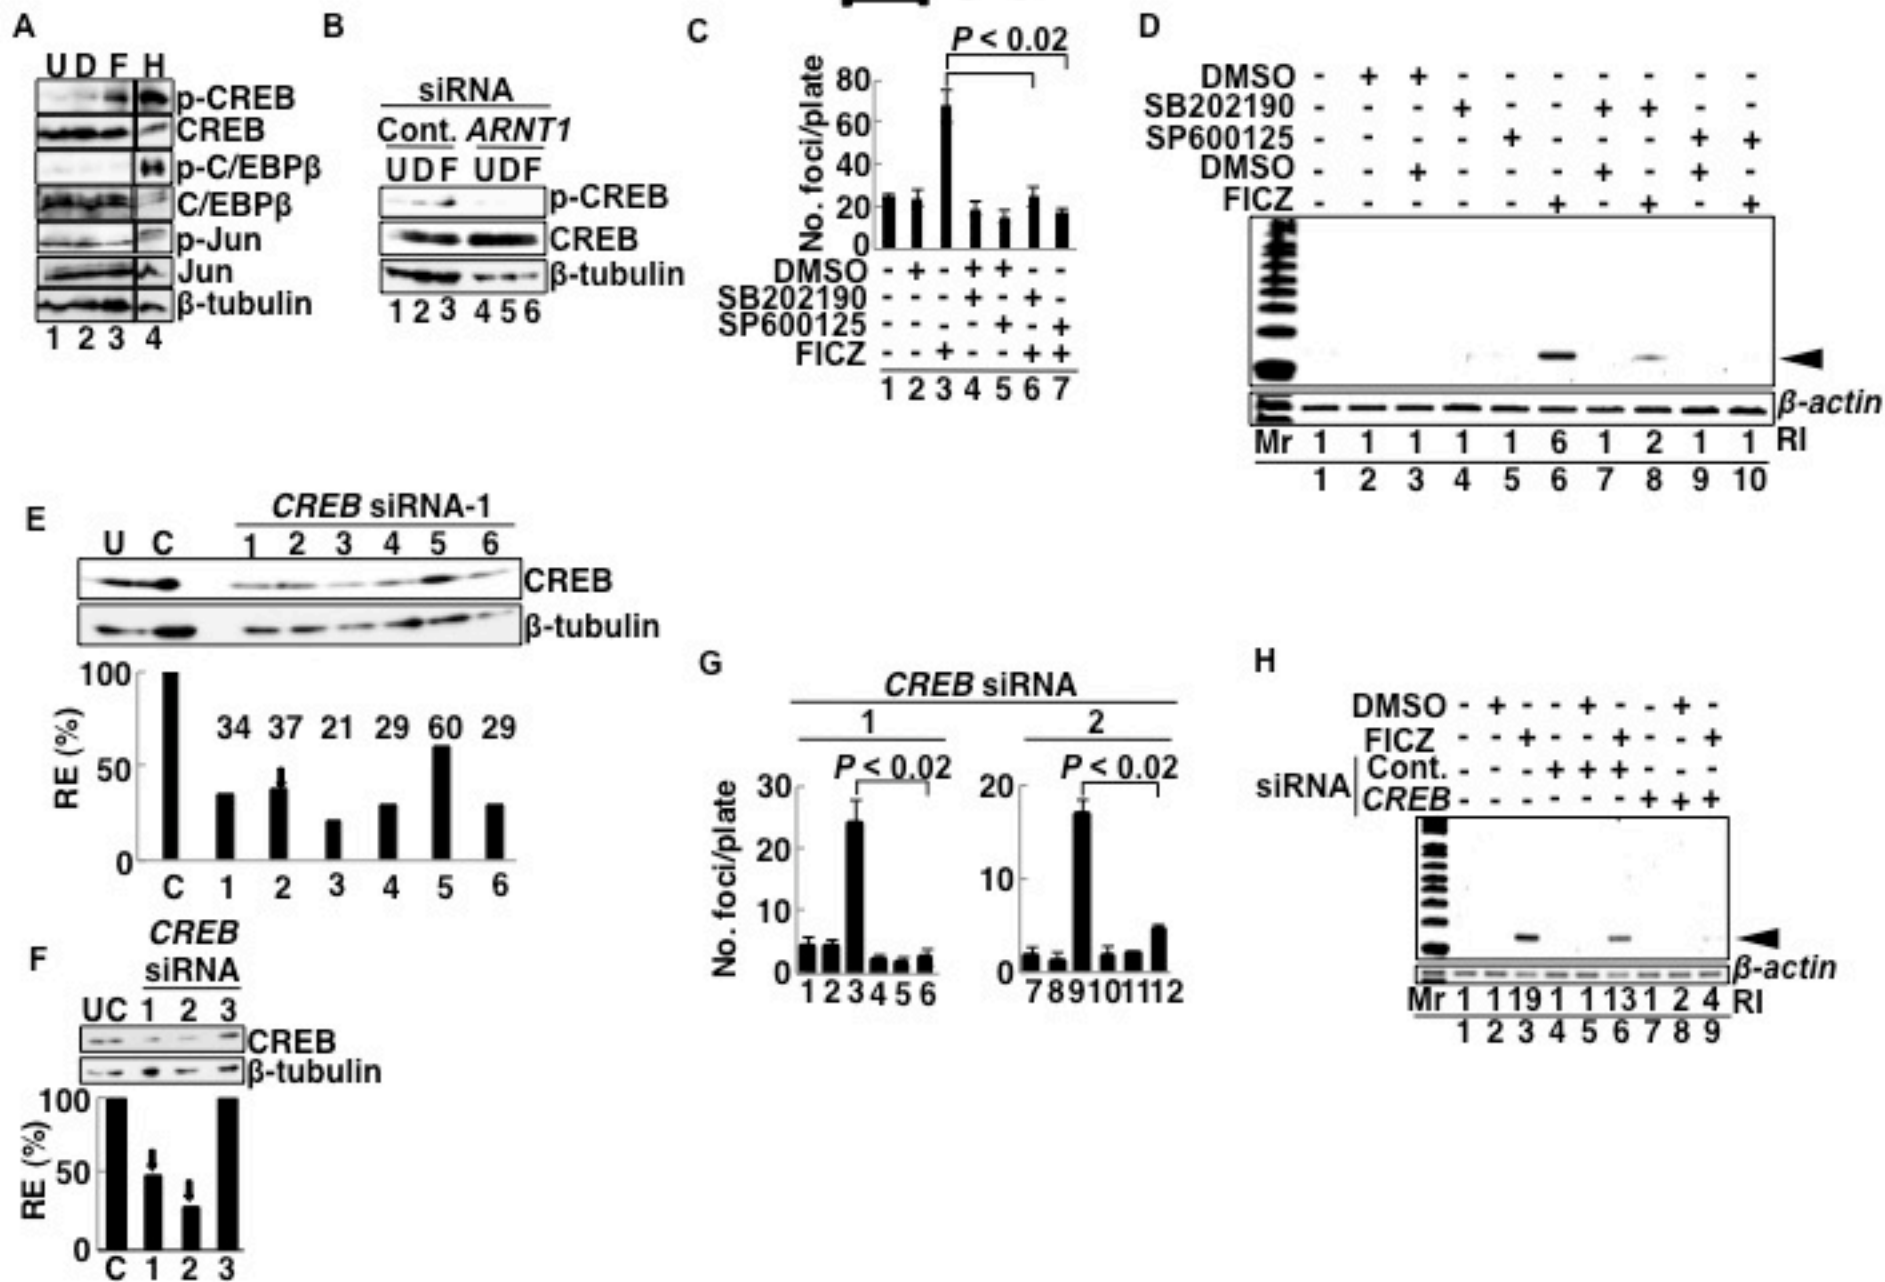 A
U D F H
p-CREB
CREB
p-C/EBPβ
C/EBPβ
p-Jun
Jun
β-tubulin
1 2 3 4
B
siRNA
Cont. ARNT1
U D F U D F
p-CREB
CREB
β-tubulin
1 2 3 4 5 6
C
P < 0.02
No. foci/plate
80
60
40
20
0
DMSO - + - + + - -
SB202190 - - - + - + -
SP600125 - - - - + - +
FICZ - - + - - + +
1 2 3 4 5 6 7
D
DMSO - + + - - - - - - -
SB202190 - - - + - - + + - -
SP600125 - - - - + - - - + +
DMSO - - + - - - + - + -
FICZ - - - - - + - + - +
β-actin
Mr 1 1 1 1 1 6 1 2 1 1 RI
1 2 3 4 5 6 7 8 9 10
E
CREB siRNA-1
U C 1 2 3 4 5 6
CREB
β-tubulin
RE (%)
100
50
0
34 37 21 29 60 29
C 1 2 3 4 5 6
F
CREB
siRNA
U C 1 2 3
CREB
β-tubulin
RE (%)
100
50
0
C 1 2 3
G
CREB siRNA
1 2
P < 0.02 P < 0.02
No. foci/plate
30
20
10
0
1 2 3 4 5 6
20
10
0
7 8 9 10 11 12
H
DMSO - + - - + - - + -
FICZ - - + - - + - - +
siRNA
Cont. - - - + + + - - -
CREB - - - - - - + + +
β-actin
Mr 1 1 19 1 1 13 1 2 4 RI
1 2 3 4 5 6 7 8 9